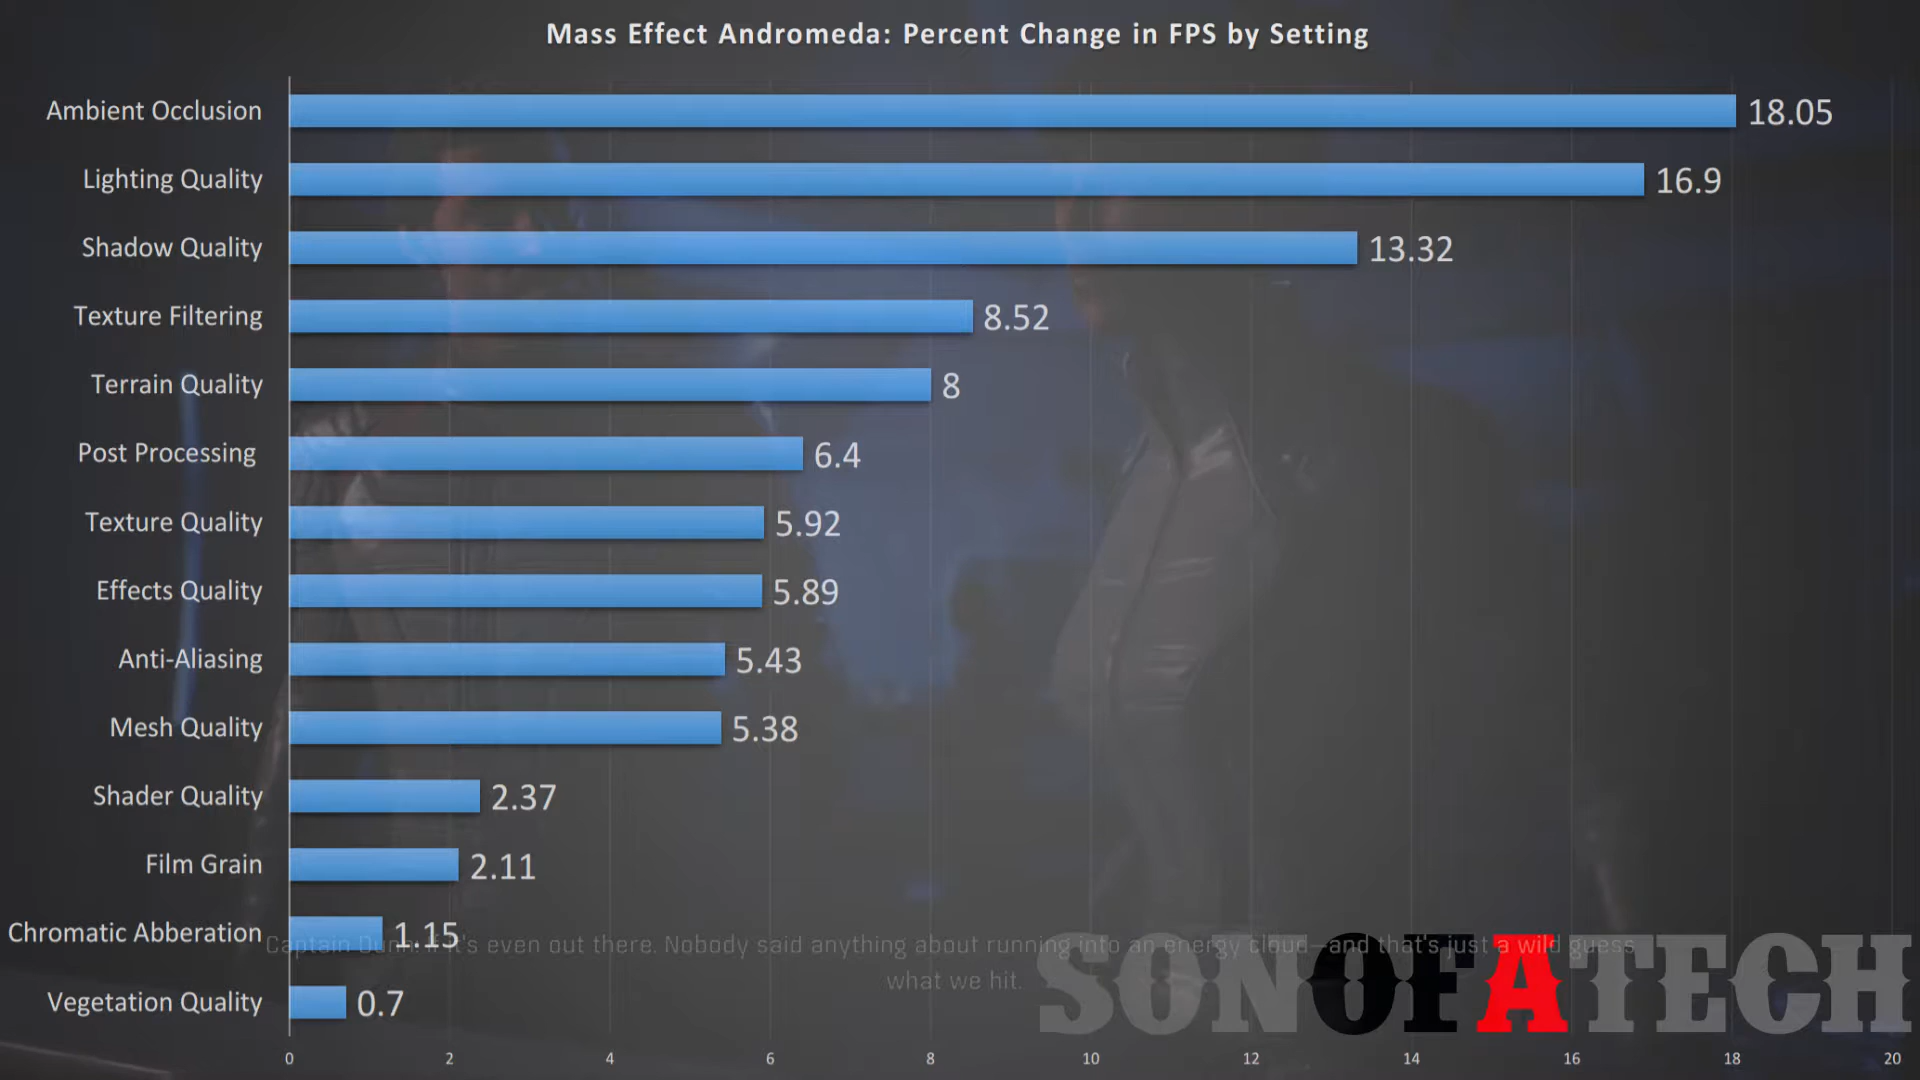 Mass Effect Andromeda: Percent Change in FPS by Setting
Ambient Occlusion 18.05
Lighting Quality 16.9
Shadow Quality 13.32
Texture Filtering 8.52
Terrain Quality 8
Post Processing 6.4
Texture Quality 5.92
Effects Quality 5.89
Anti-Aliasing 5.43
Mesh Quality 5.38
Shader Quality 2.37
Film Grain 2.11
Chromatic Abberation 1.15
Captain Dunn: If it's even out there. Nobody said anything about running into an energy cloud—and that's just a wild guess
what we hit.
SONOFATECH
Vegetation Quality 0.7
0 2 4 6 8 10 12 14 16 18 20